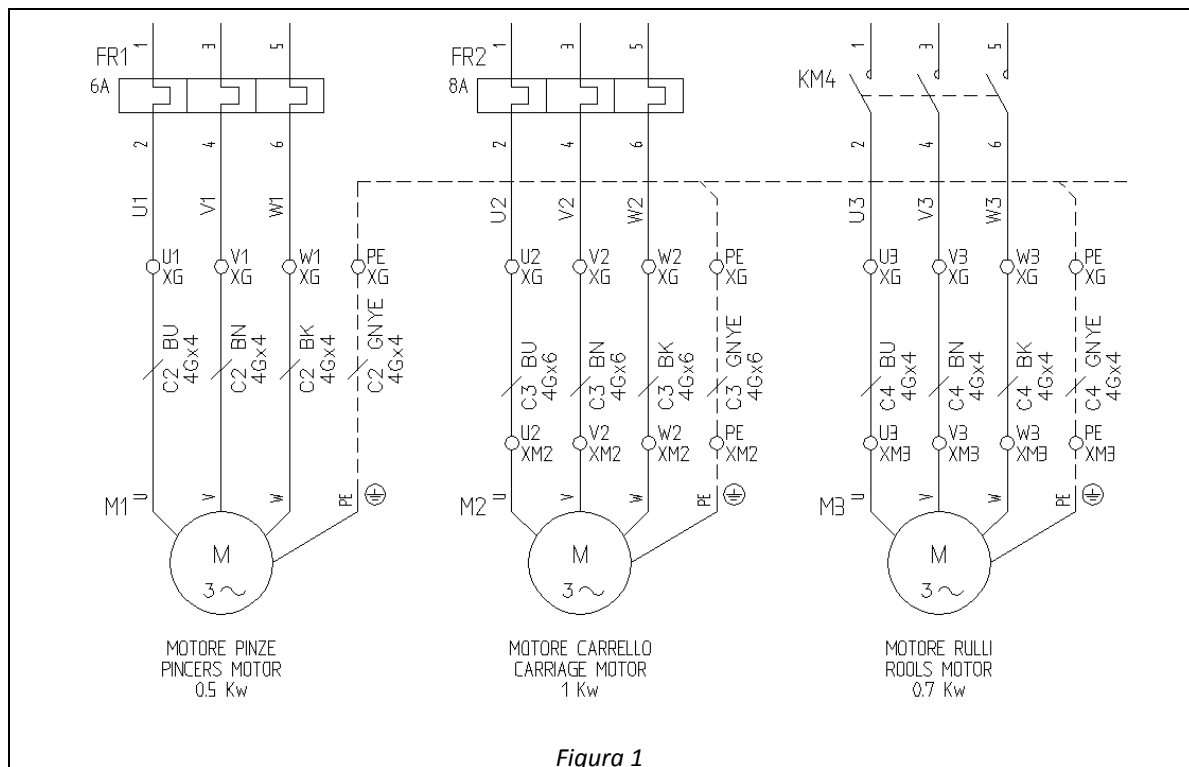 1 3 5
FR1
6A
2 4 6
U1 V1 W1
U1 XG
V1 XG
W1 XG
PE XG
C2 BU 4Gx4
C2 BN 4Gx4
C2 BK 4Gx4
C2 GNYE 4Gx4
M1
U V W PE
M
3~
MOTORE PINZE
PINCERS MOTOR
0.5 Kw
1 3 5
FR2
8A
2 4 6
U2 V2 W2
U2 XG
V2 XG
W2 XG
PE XG
C3 BU 4Gx6
C3 BN 4Gx6
C3 BK 4Gx6
C3 GNYE 4Gx6
U2 XM2
V2 XM2
W2 XM2
PE XM2
M2
U V W PE
M
3~
MOTORE CARRELLO
CARRIAGE MOTOR
1 Kw
1 3 5
KM4
2 4 6
U3 V3 W3
U3 XG
V3 XG
W3 XG
PE XG
C4 BU 4Gx4
C4 BN 4Gx4
C4 BK 4Gx4
C4 GNYE 4Gx4
U3 XM3
V3 XM3
W3 XM3
PE XM3
M3
U V W PE
M
3~
MOTORE RULLI
ROOLS MOTOR
0.7 Kw
Figura 1